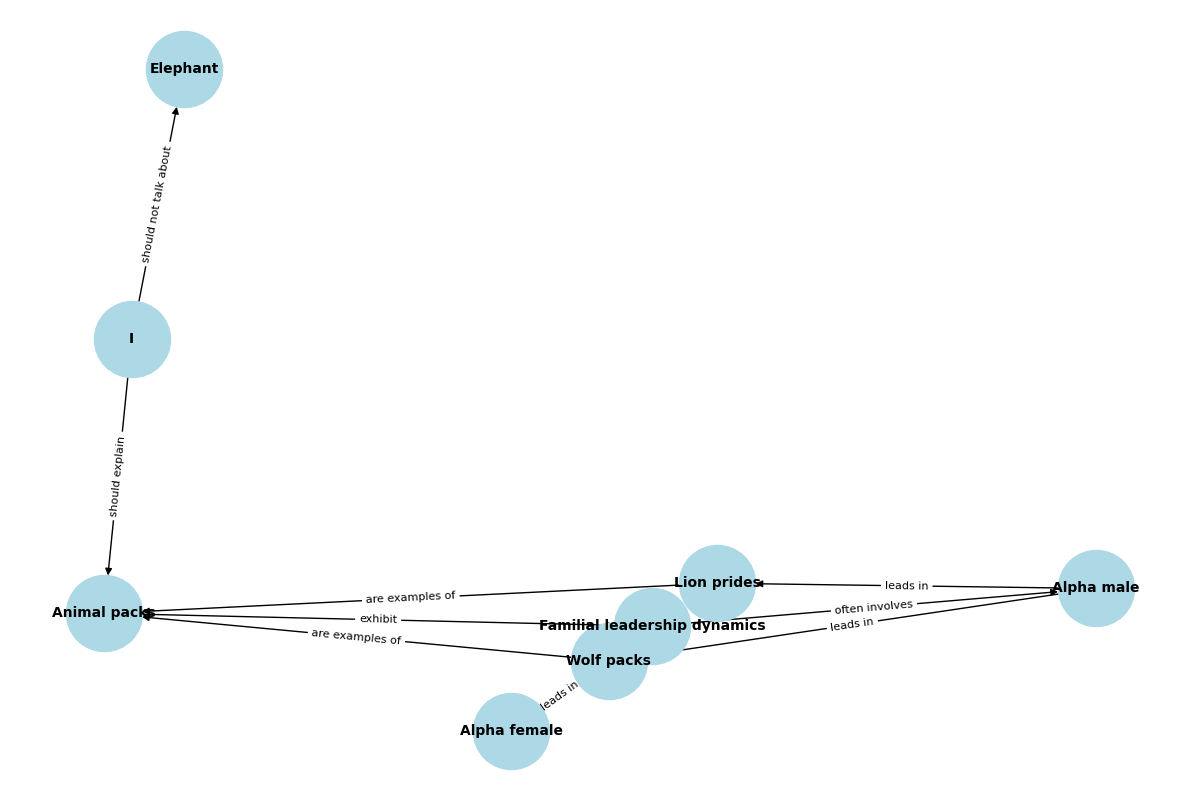 Elephant
should not talk about
I
should explain
Lion prides
Alpha male
leads in
are examples of
often involves
Animal packs
exhibit
Familial leadership dynamics
leads in
are examples of
Wolf packs
leads in
Alpha female